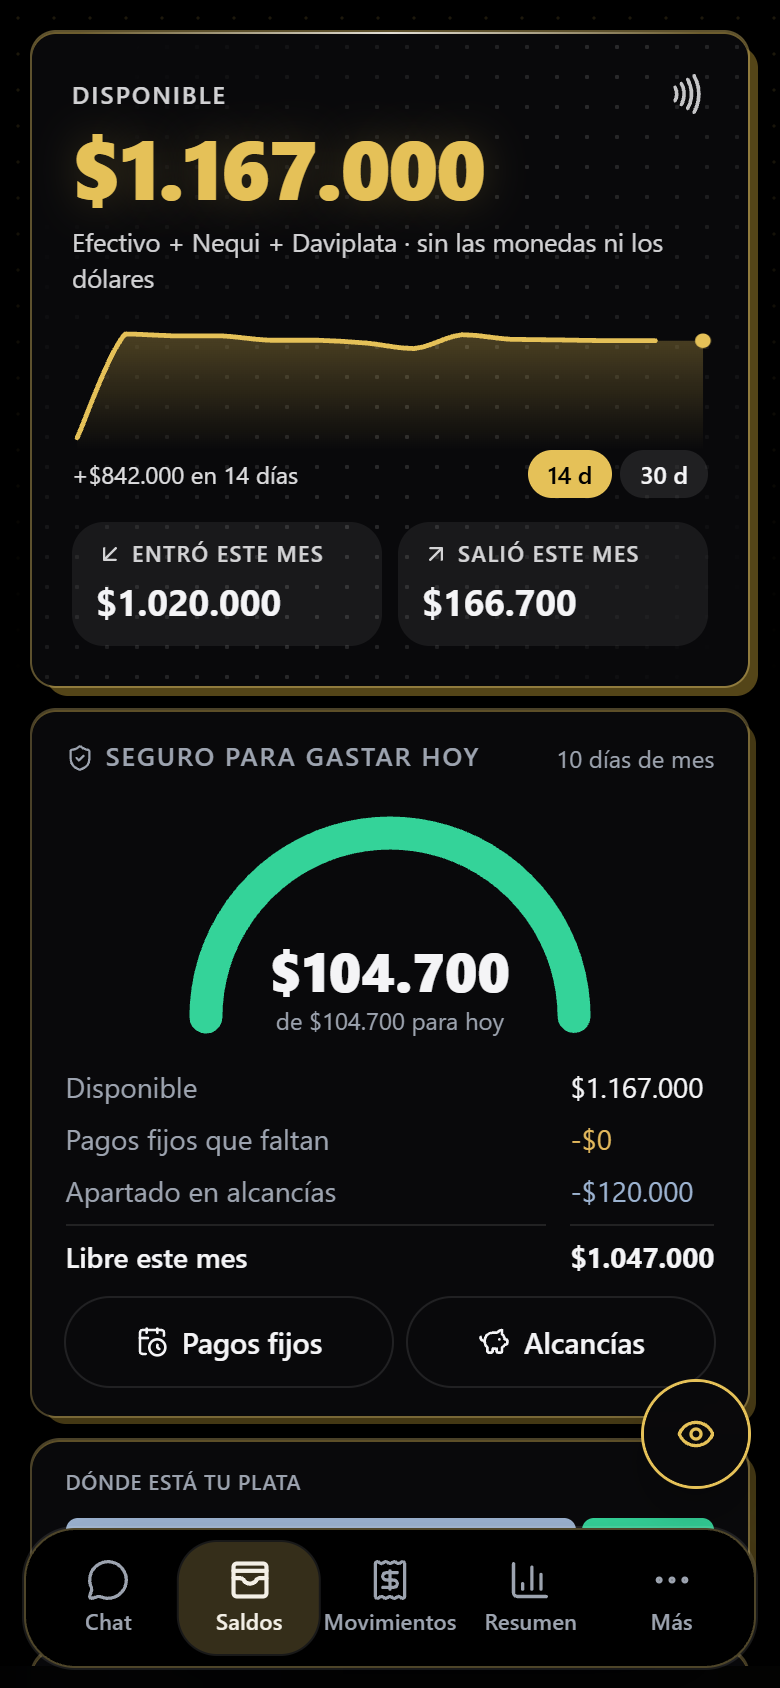 DISPONIBLE
$1.167.000
Efectivo + Nequi + Daviplata · sin las monedas ni los
dólares
+$842.000 en 14 días
14 d
30 d
ENTRÓ ESTE MES
$1.020.000
SALIÓ ESTE MES
$166.700
SEGURO PARA GASTAR HOY
10 días de mes
$104.700
de $104.700 para hoy
Disponible $1.167.000
Pagos fijos que faltan -$0
Apartado en alcancías -$120.000
Libre este mes $1.047.000
Pagos fijos
Alcancías
DÓNDE ESTÁ TU PLATA
Chat
Saldos
Movimientos
Resumen
Más